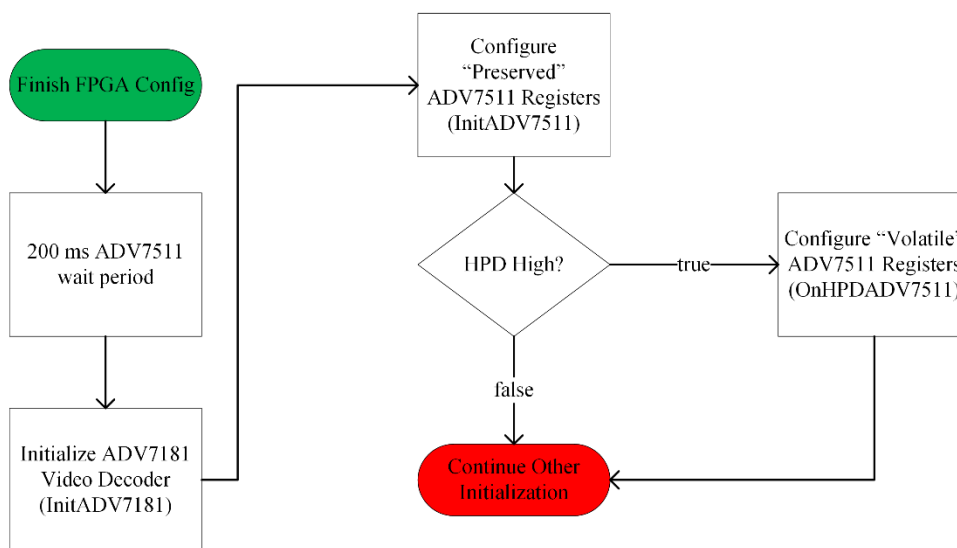 Finish FPGA Config
200 ms ADV7511
wait period
Initialize ADV7181
Video Decoder
(InitADV7181)
Configure
“Preserved”
ADV7511 Registers
(InitADV7511)
HPD High?
true
false
Configure “Volatile”
ADV7511 Registers
(OnHPDADV7511)
Continue Other
Initialization